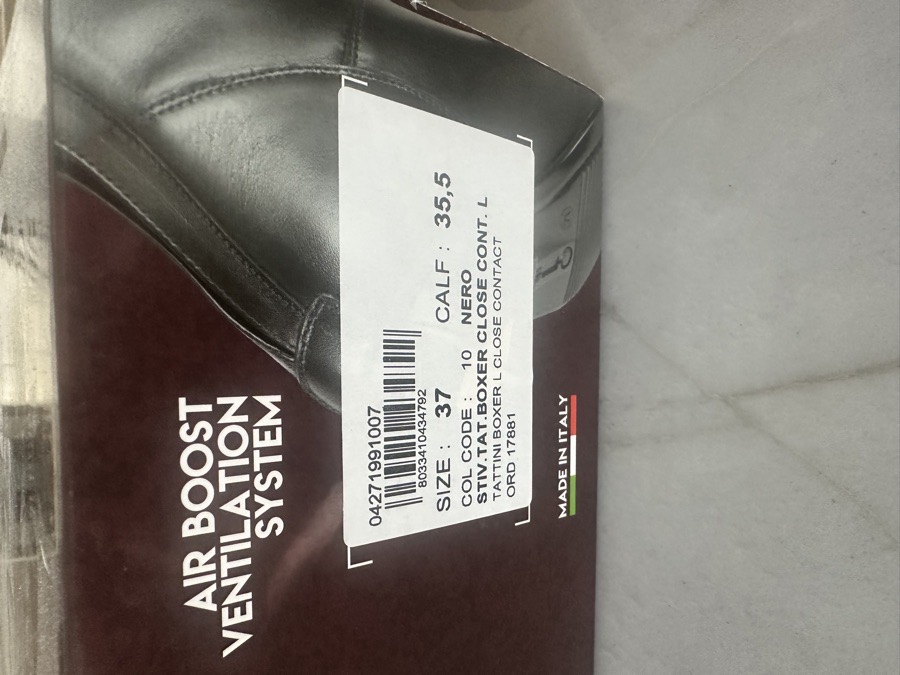 AIR BOOST
VENTILATION
SYSTEM
04271991007
8033410434792
SIZE : 37 CALF : 35,5
COL CODE : 10 NERO
STIV.TAT.BOXER CLOSE CONT. L
TATTINI BOXER L CLOSE CONTACT
ORD 17881
MADE IN ITALY